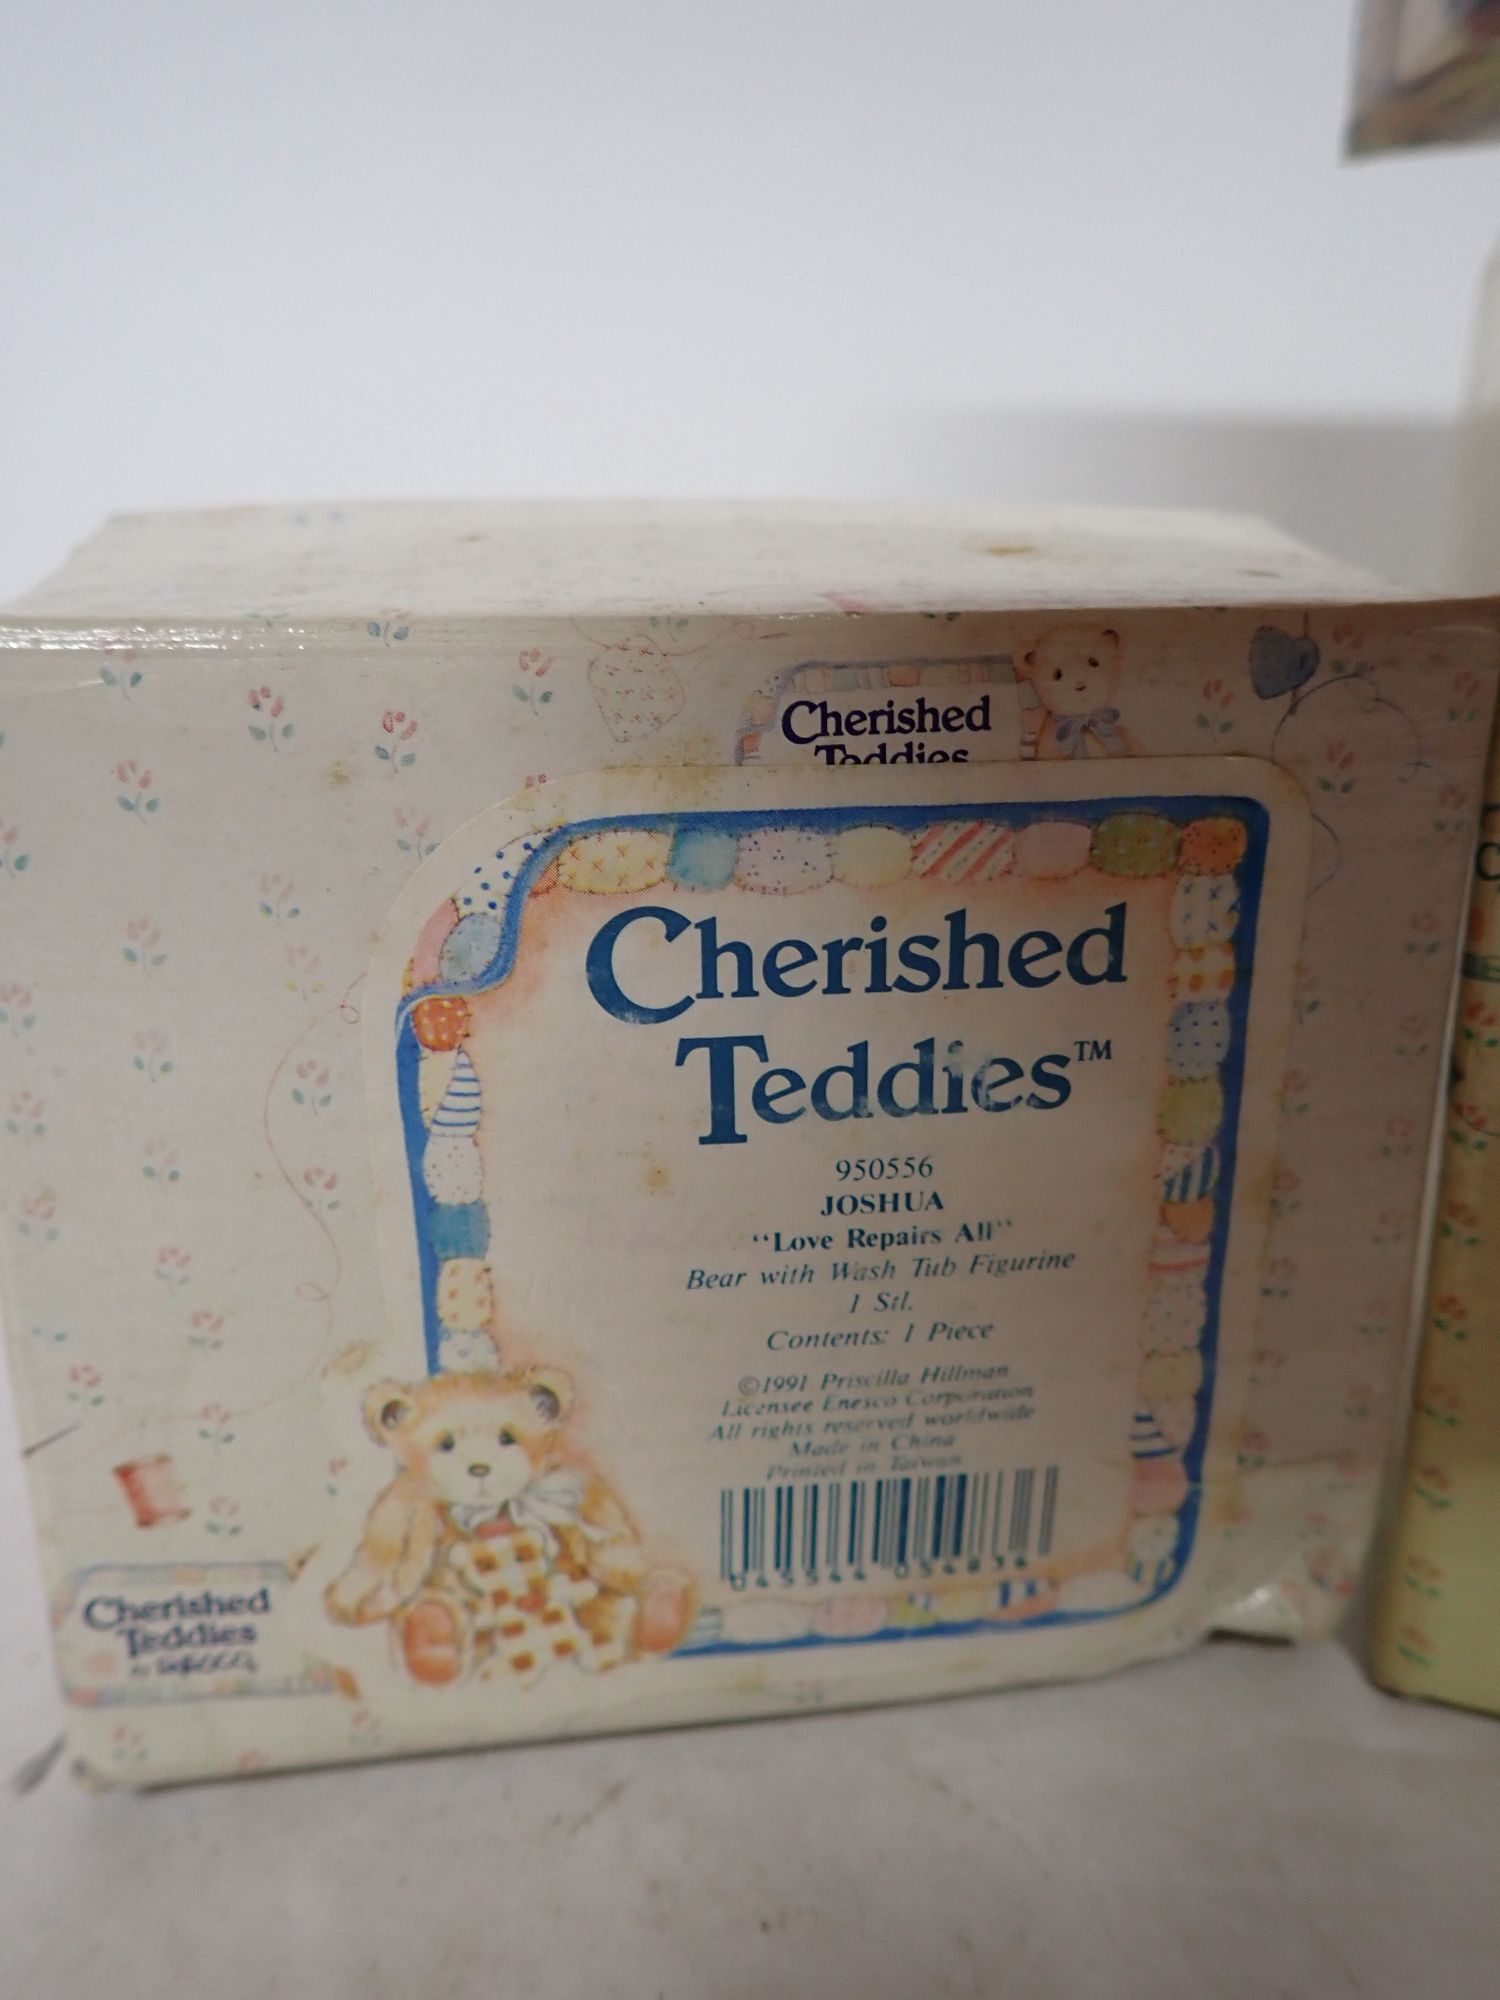 Cherished
Teddies
Cherished
Teddies™
950556
JOSHUA
"Love Repairs All"
Bear with Wash Tub Figurine
1 Stl.
Contents: 1 Piece
©1991 Priscilla Hillman
Licensee Enesco Corporation
All rights reserved worldwide
Made in China
Printed in Taiwan
Cherished
Teddies